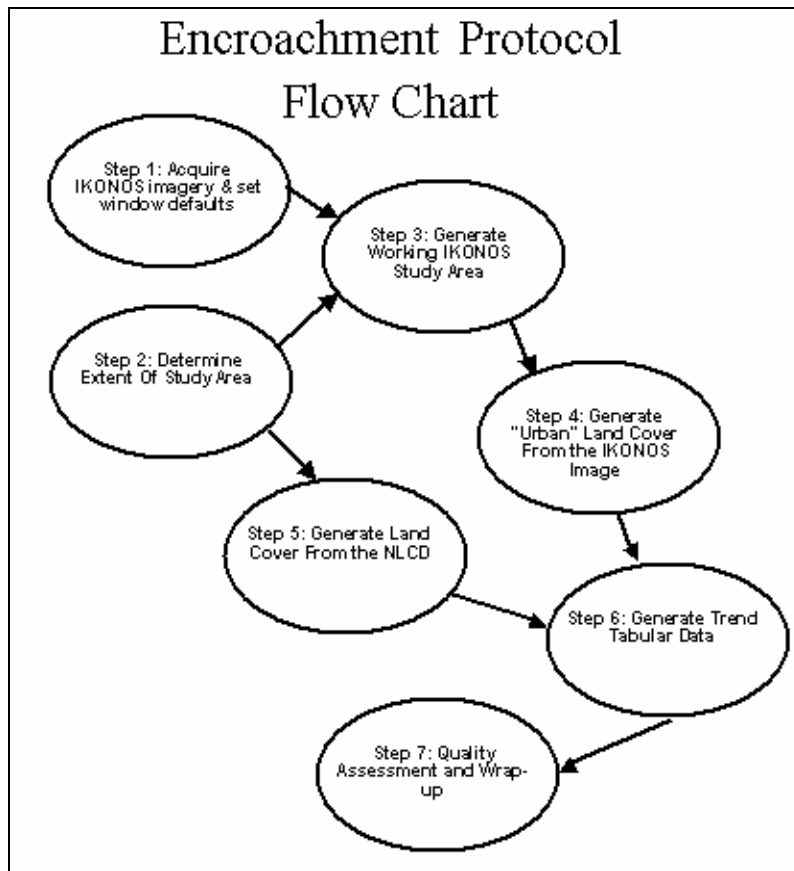 Encroachment Protocol
Flow Chart
Step 1: Acquire
IKONOS imagery & set
window defaults
Step 3: Generate
Working IKONOS
Study Area
Step 2: Determine
Extent Of Study Area
Step 4: Generate
"Urban" Land Cover
From the IKONOS
Image
Step 5: Generate Land
Cover From the NLCD
Step 6: Generate Trend
Tabular Data
Step 7: Quality
Assessment and Wrap-
up